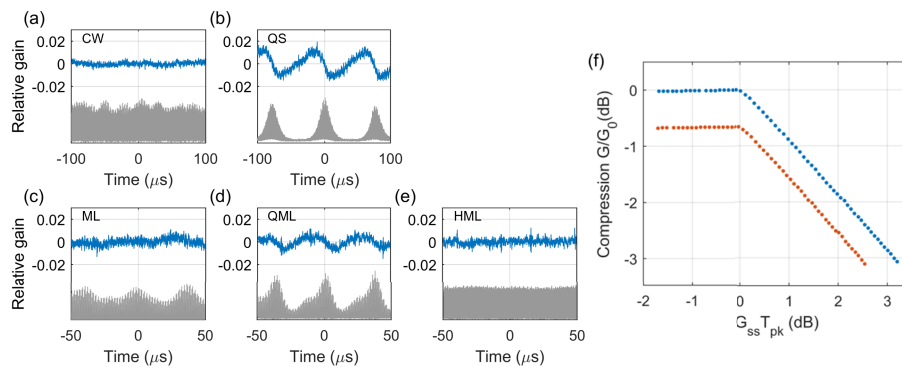 (a)
(b)
CW
QS
0.02
0
-0.02
0.02
0
-0.02
Relative gain
-100
0
100
-100
0
100
Time (μs)
Time (μs)
(c)
(d)
(e)
ML
QML
HML
0.02
0
-0.02
0.02
0
-0.02
0.02
0
-0.02
Relative gain
-50
0
50
-50
0
50
-50
0
50
Time (μs)
Time (μs)
Time (μs)
(f)
0
-1
-2
-3
Compression G/G0(dB)
-2
-1
0
1
2
3
GssTpk (dB)